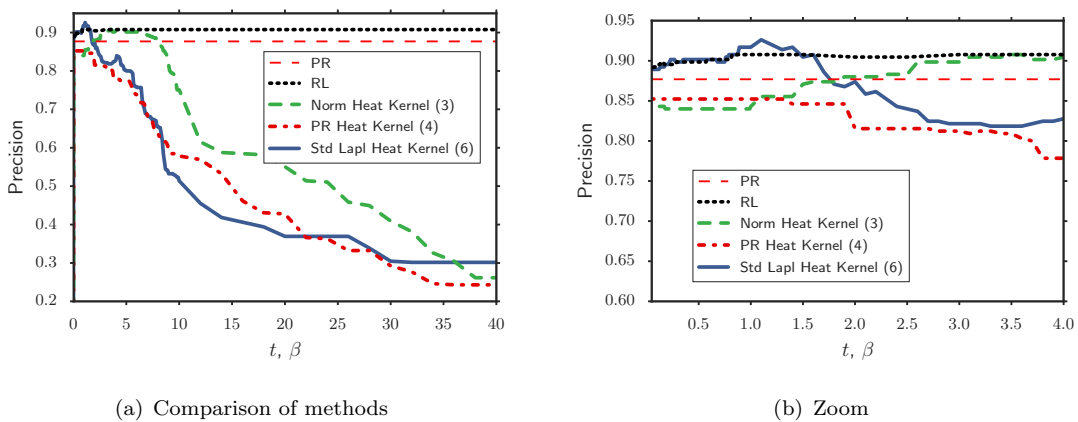 Precision
0.9
0.8
0.7
0.6
0.5
0.4
0.3
0.2
0
5
10
15
20
25
30
35
40
t, β
PR
RL
Norm Heat Kernel (3)
PR Heat Kernel (4)
Std Lapl Heat Kernel (6)
(a) Comparison of methods
Precision
0.95
0.90
0.85
0.80
0.75
0.70
0.65
0.60
0.5
1.0
1.5
2.0
2.5
3.0
3.5
4.0
t, β
PR
RL
Norm Heat Kernel (3)
PR Heat Kernel (4)
Std Lapl Heat Kernel (6)
(b) Zoom